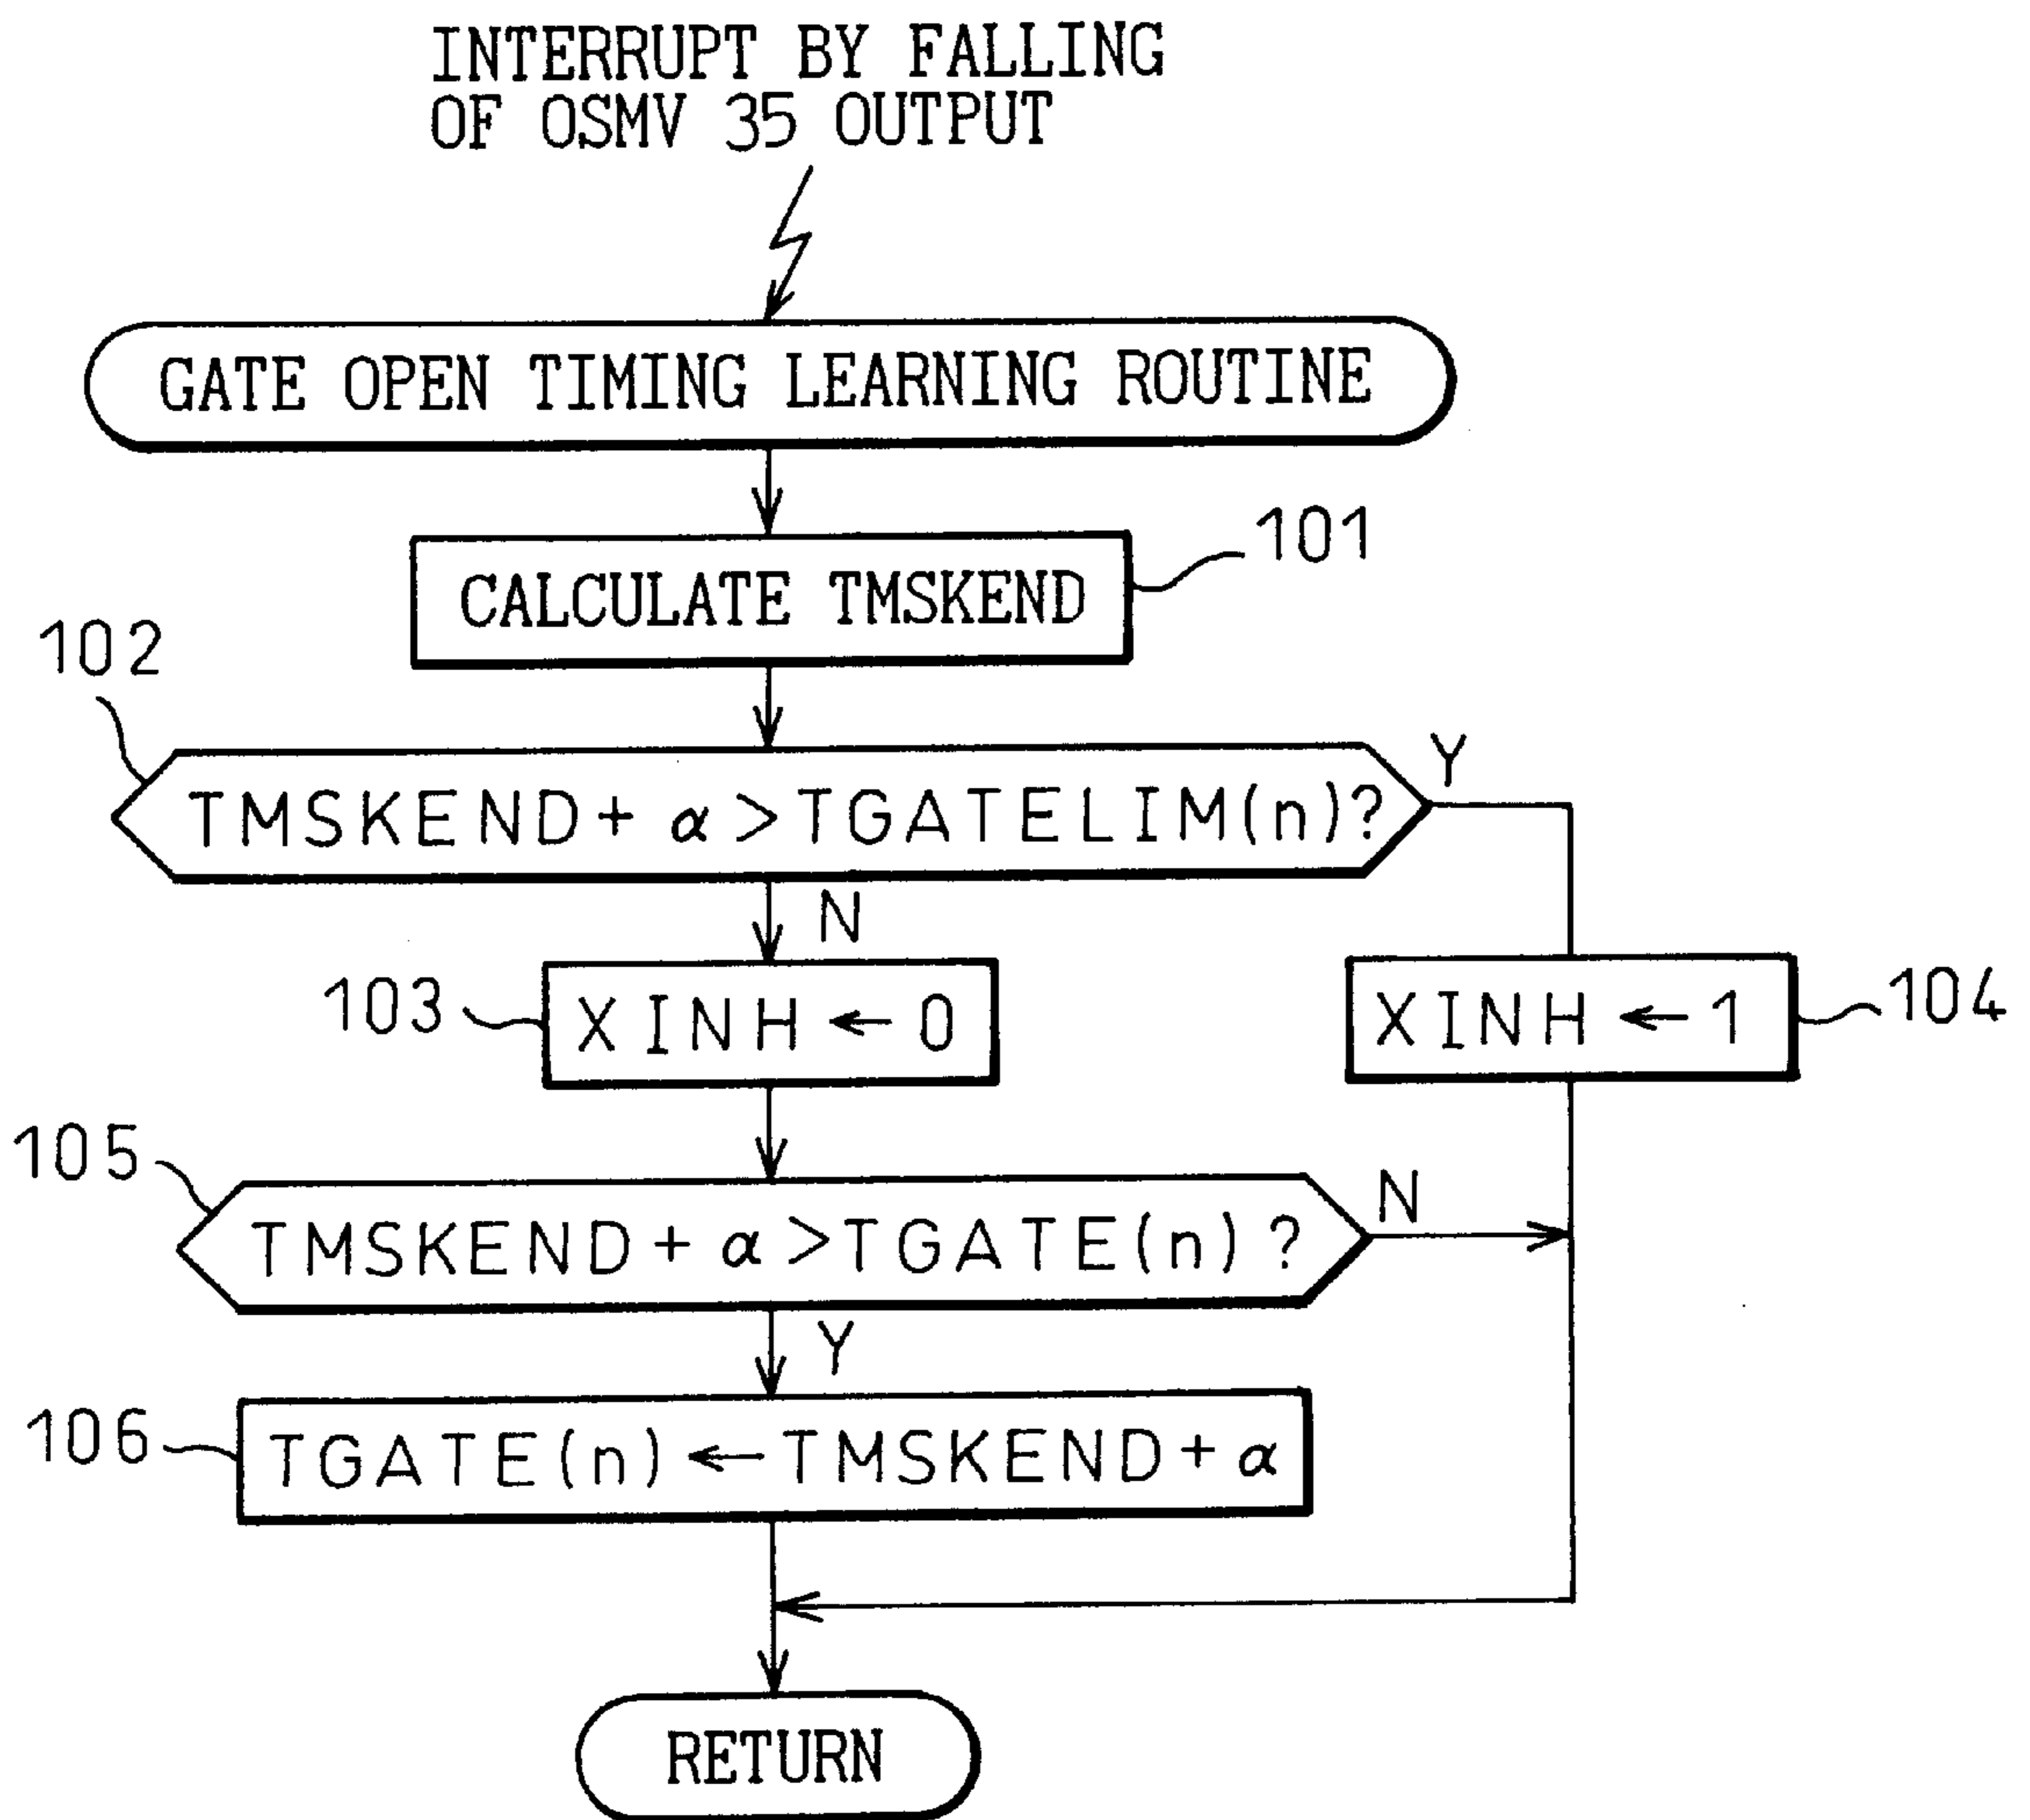 INTERRUPT BY FALLING
OF OSMV 35 OUTPUT
GATE OPEN TIMING LEARNING ROUTINE
101
CALCULATE TMSKEND
102
Y
TMSKEND+ α >TGATELIM(n)?
N
103
XINH ← 0
XINH ← 1
104
105
N
TMSKEND+ α >TGATE(n)?
Y
106
TGATE(n) ← TMSKEND+ α
RETURN